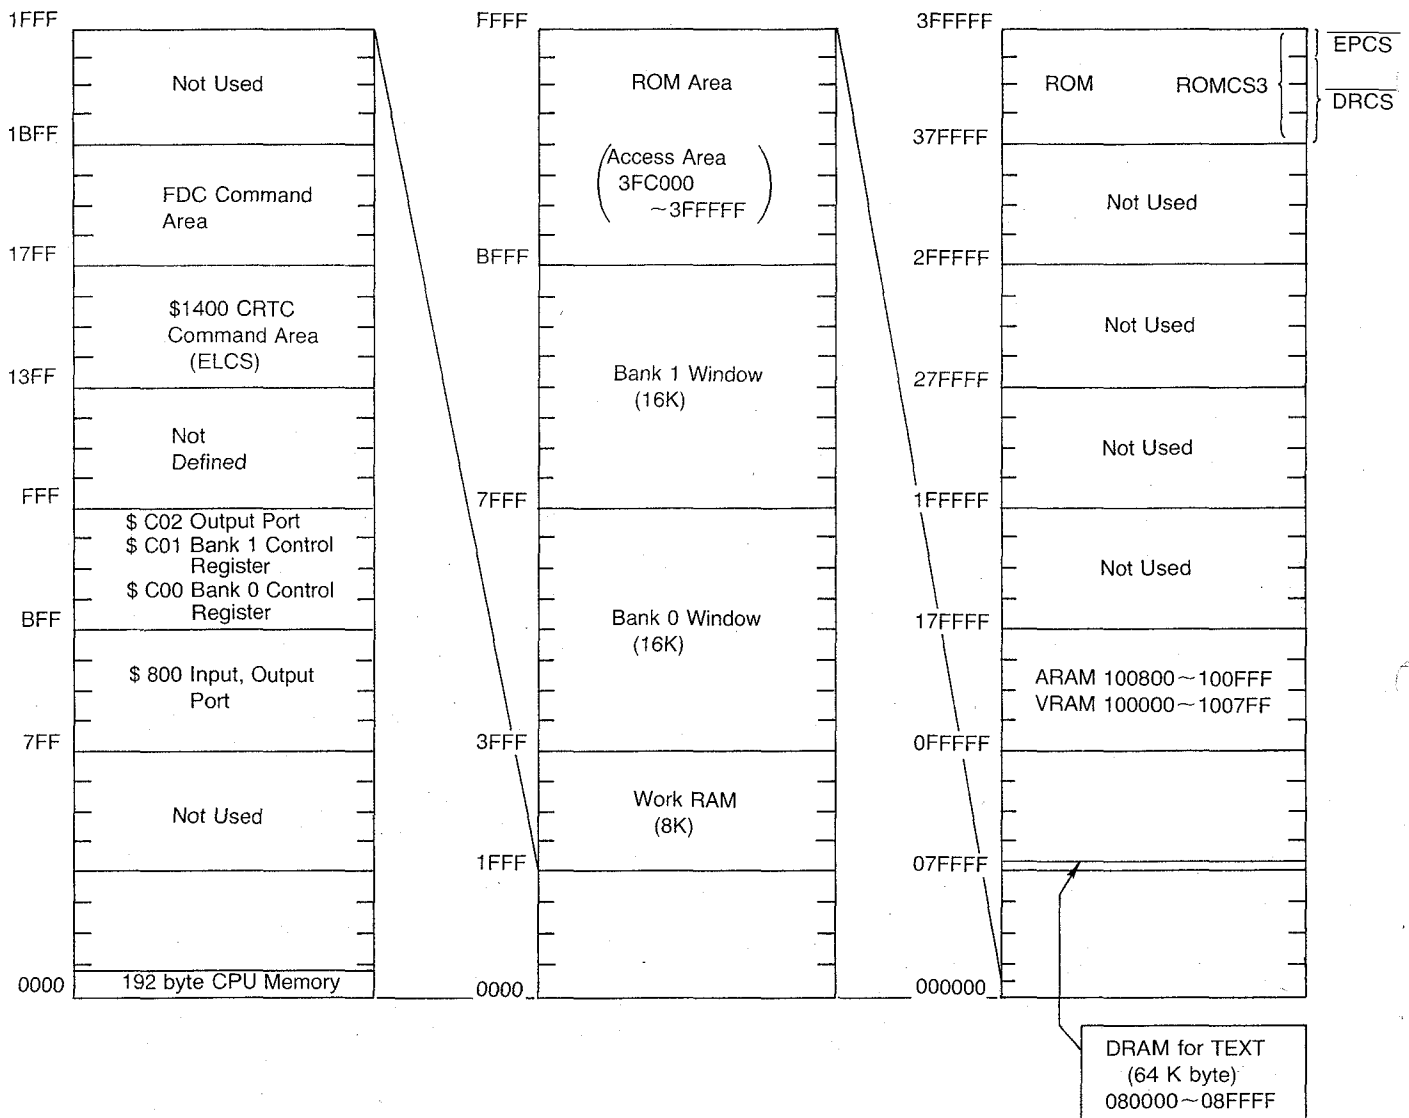 1FFF
Not Used
1BFF
FDC Command
Area
17FF
$1400 CRTC
Command Area
(ELCS)
13FF
Not
Defined
FFF
$ C02 Output Port
$ C01 Bank 1 Control
Register
$ C00 Bank 0 Control
Register
BFF
$ 800 Input, Output
Port
7FF
Not Used
0000
192 byte CPU Memory
FFFF
ROM Area
(Access Area
3FC000
~3FFFFF)
BFFF
Bank 1 Window
(16K)
7FFF
Bank 0 Window
(16K)
3FFF
Work RAM
(8K)
1FFF
0000
3FFFFF
ROM ROMCS3
EPCS
DRCS
37FFFF
Not Used
2FFFFF
Not Used
27FFFF
Not Used
1FFFFF
Not Used
17FFFF
ARAM 100800~100FFF
VRAM 100000~1007FF
0FFFFF
07FFFF
000000
DRAM for TEXT
(64 K byte)
080000~08FFFF